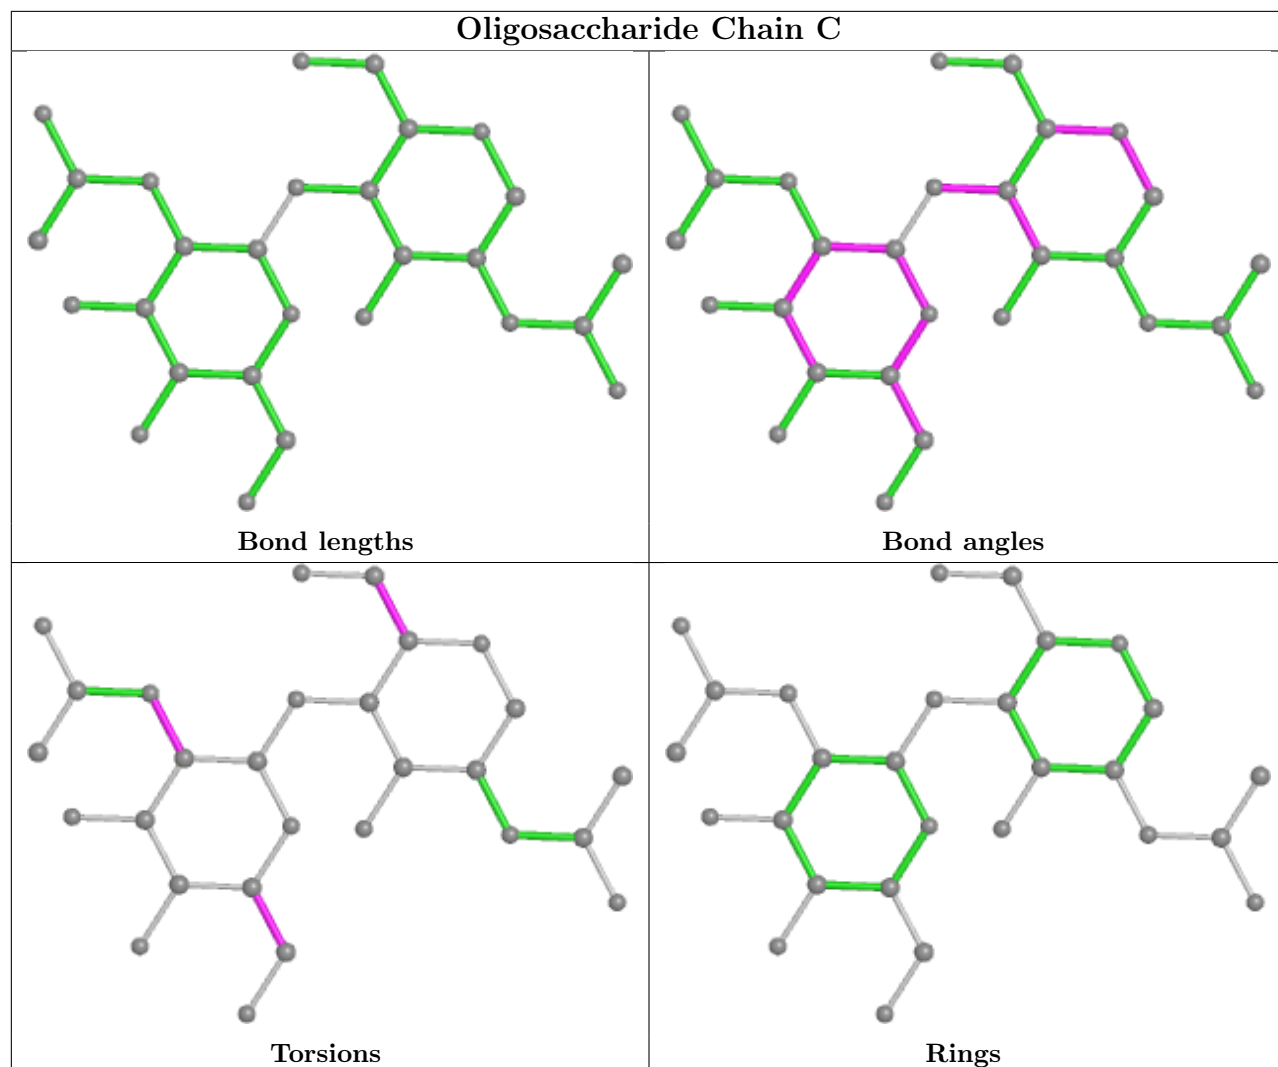 Oligosaccharide Chain C
Bond lengths
Bond angles
Torsions
Rings